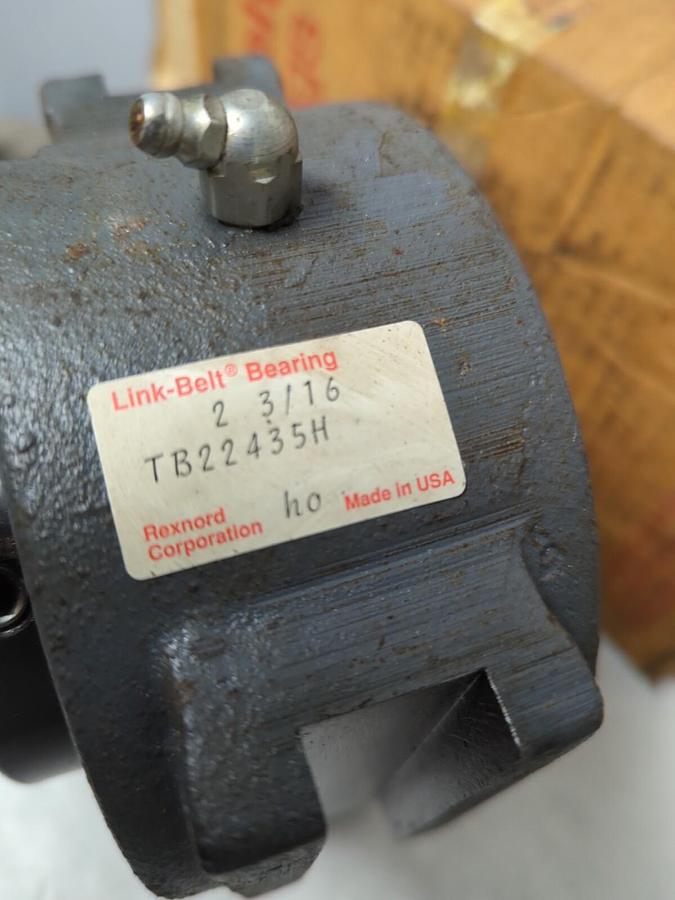 Link-Belt® Bearing
2 3/16
TB22435H
Rexnord
Corporation
ho
Made in USA